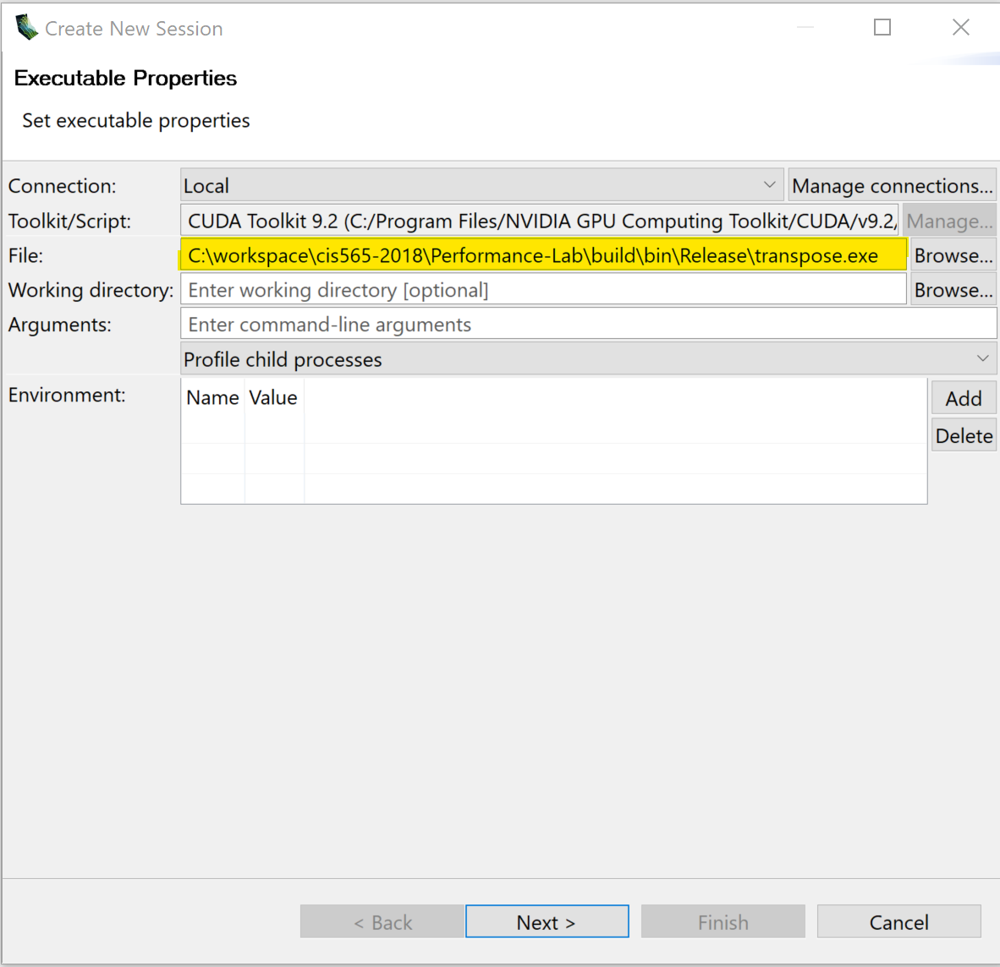 Create New Session
Executable Properties
Set executable properties
Connection: Local Manage connections...
Toolkit/Script: CUDA Toolkit 9.2 (C:/Program Files/NVIDIA GPU Computing Toolkit/CUDA/v9.2/ Manage...
File: C:\workspace\cis565-2018\Performance-Lab\build\bin\Release\transpose.exe Browse...
Working directory: Enter working directory [optional] Browse...
Arguments: Enter command-line arguments
Profile child processes
Environment: Name Value Add
Delete
< Back Next > Finish Cancel